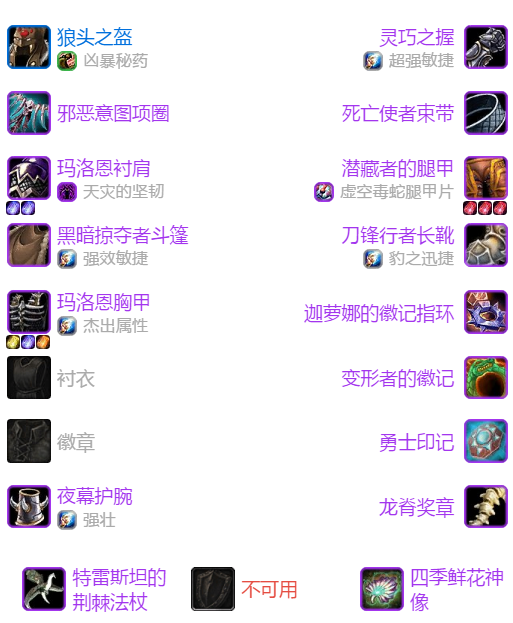 狼头之盔
凶暴秘药
灵巧之握
超强敏捷
邪恶意图项圈
死亡使者束带
玛洛恩衬肩
天灾的坚韧
潜藏者的腿甲
虚空毒蛇腿甲片
黑暗掠夺者斗篷
强效敏捷
刀锋行者长靴
豹之迅捷
玛洛恩胸甲
杰出属性
迦萝娜的徽记指环
衬衣
变形者的徽记
徽章
勇士印记
夜幕护腕
强壮
龙脊奖章
特雷斯坦的
荆棘法杖
不可用
四季鲜花神
像